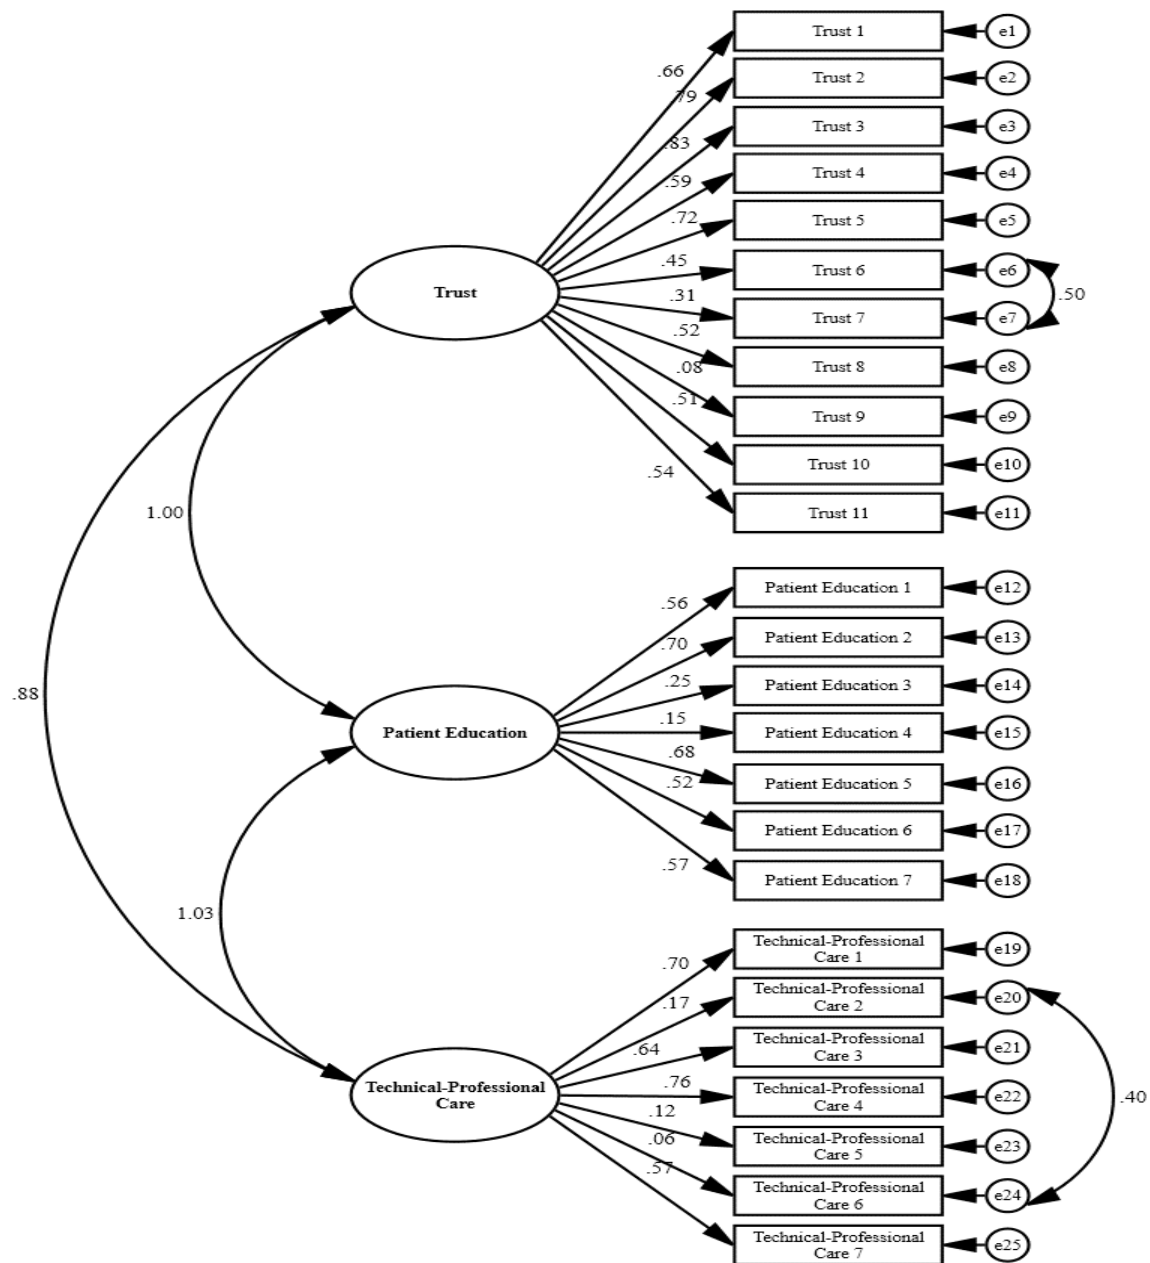 Trust 1
e1
.66
Trust 2
e2
.79
Trust 3
e3
.83
Trust 4
e4
.59
Trust 5
e5
.72
Trust 6
e6
.45
Trust
.31
.50
Trust 7
e7
.52
Trust 8
e8
.08
.51
Trust 9
e9
Trust 10
e10
.54
Trust 11
e11
1.00
Patient Education 1
e12
.56
Patient Education 2
e13
.70
.25
Patient Education 3
e14
.88
.15
Patient Education
Patient Education 4
e15
.68
.52
Patient Education 5
e16
Patient Education 6
e17
.57
Patient Education 7
e18
1.03
Technical-Professional
Care 1
e19
.70
.17
Technical-Professional
Care 2
e20
.64
Technical-Professional
Care 3
e21
.76
Technical-Professional
Care
Technical-Professional
Care 4
e22
.40
.12
.06
Technical-Professional
Care 5
e23
.57
Technical-Professional
Care 6
e24
Technical-Professional
Care 7
e25